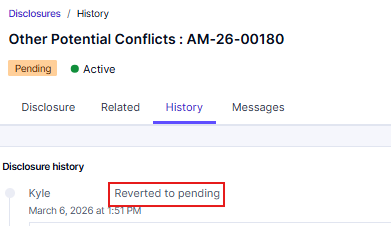 Disclosures / History
Other Potential Conflicts : AM-26-00180
Pending Active
Disclosure Related History Messages
Disclosure history
Kyle Reverted to pending
March 6, 2026 at 1:51 PM